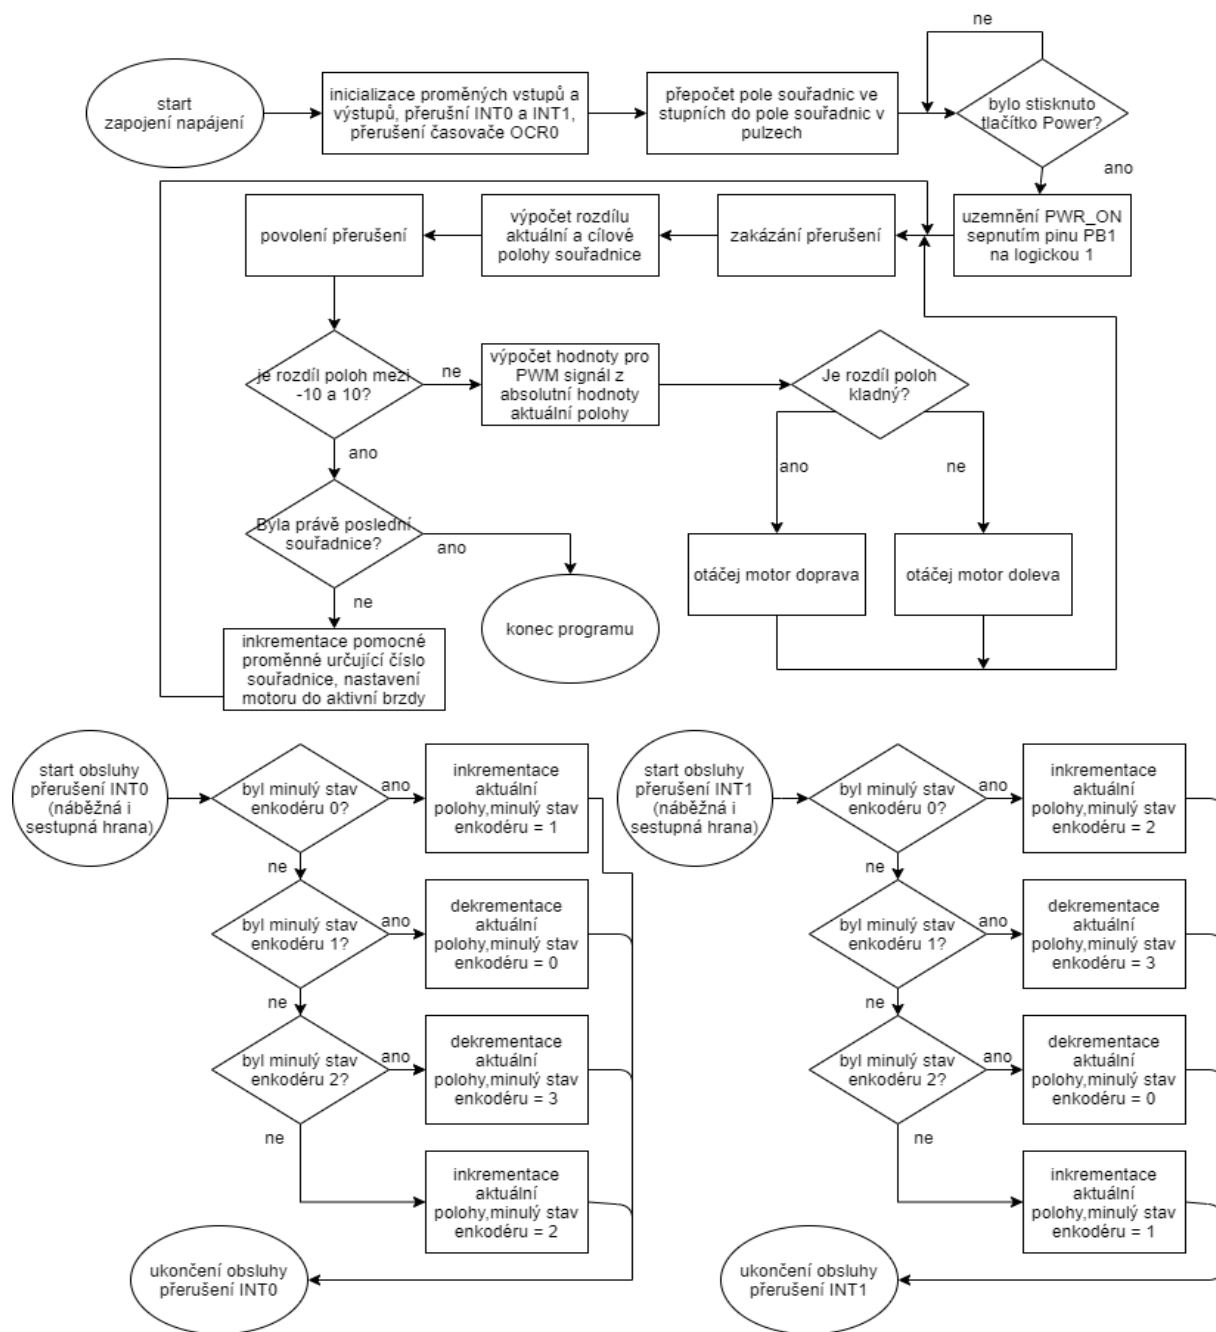 ne
start
zapojení napájení
inicializace proměných vstupů a
výstupů, přerušní INT0 a INT1,
přerušení časovače OCR0
přepočet pole souřadnic ve
stupních do pole souřadnic v
pulzech
bylo stisknuto
tlačítko Power?
ano
povolení přerušení
výpočet rozdílu
aktuální a cílové
polohy souřadnice
zakázání přerušení
uzemnění PWR_ON
sepnutím pinu PB1
na logickou 1
je rozdíl poloh mezi
-10 a 10?
ne
výpočet hodnoty pro
PWM signál z
absolutní hodnoty
aktuální polohy
Je rozdíl poloh
kladný?
ano
ano
ne
Byla právě poslední
souřadnice?
ano
ne
otáčej motor doprava
otáčej motor doleva
konec programu
inkrementace pomocné
proměnné určující číslo
souřadnice, nastavení
motoru do aktivní brzdy
start obsluhy
přerušení INT0
(náběžná i
sestupná hrana)
byl minulý stav
enkodéru 0?
ano
inkrementace
aktuální
polohy,minulý stav
enkodéru = 1
ne
byl minulý stav
enkodéru 1?
ano
dekrementace
aktuální
polohy,minulý stav
enkodéru = 0
ne
byl minulý stav
enkodéru 2?
ano
dekrementace
aktuální
polohy,minulý stav
enkodéru = 3
ne
inkrementace
aktuální
polohy,minulý stav
enkodéru = 2
ukončení obsluhy
přerušení INT0
start obsluhy
přerušení INT1
(náběžná i
sestupná hrana)
byl minulý stav
enkodéru 0?
ano
inkrementace
aktuální
polohy,minulý stav
enkodéru = 2
ne
byl minulý stav
enkodéru 1?
ano
dekrementace
aktuální
polohy,minulý stav
enkodéru = 3
ne
byl minulý stav
enkodéru 2?
ano
dekrementace
aktuální
polohy,minulý stav
enkodéru = 0
ne
inkrementace
aktuální
polohy,minulý stav
enkodéru = 1
ukončení obsluhy
přerušení INT1